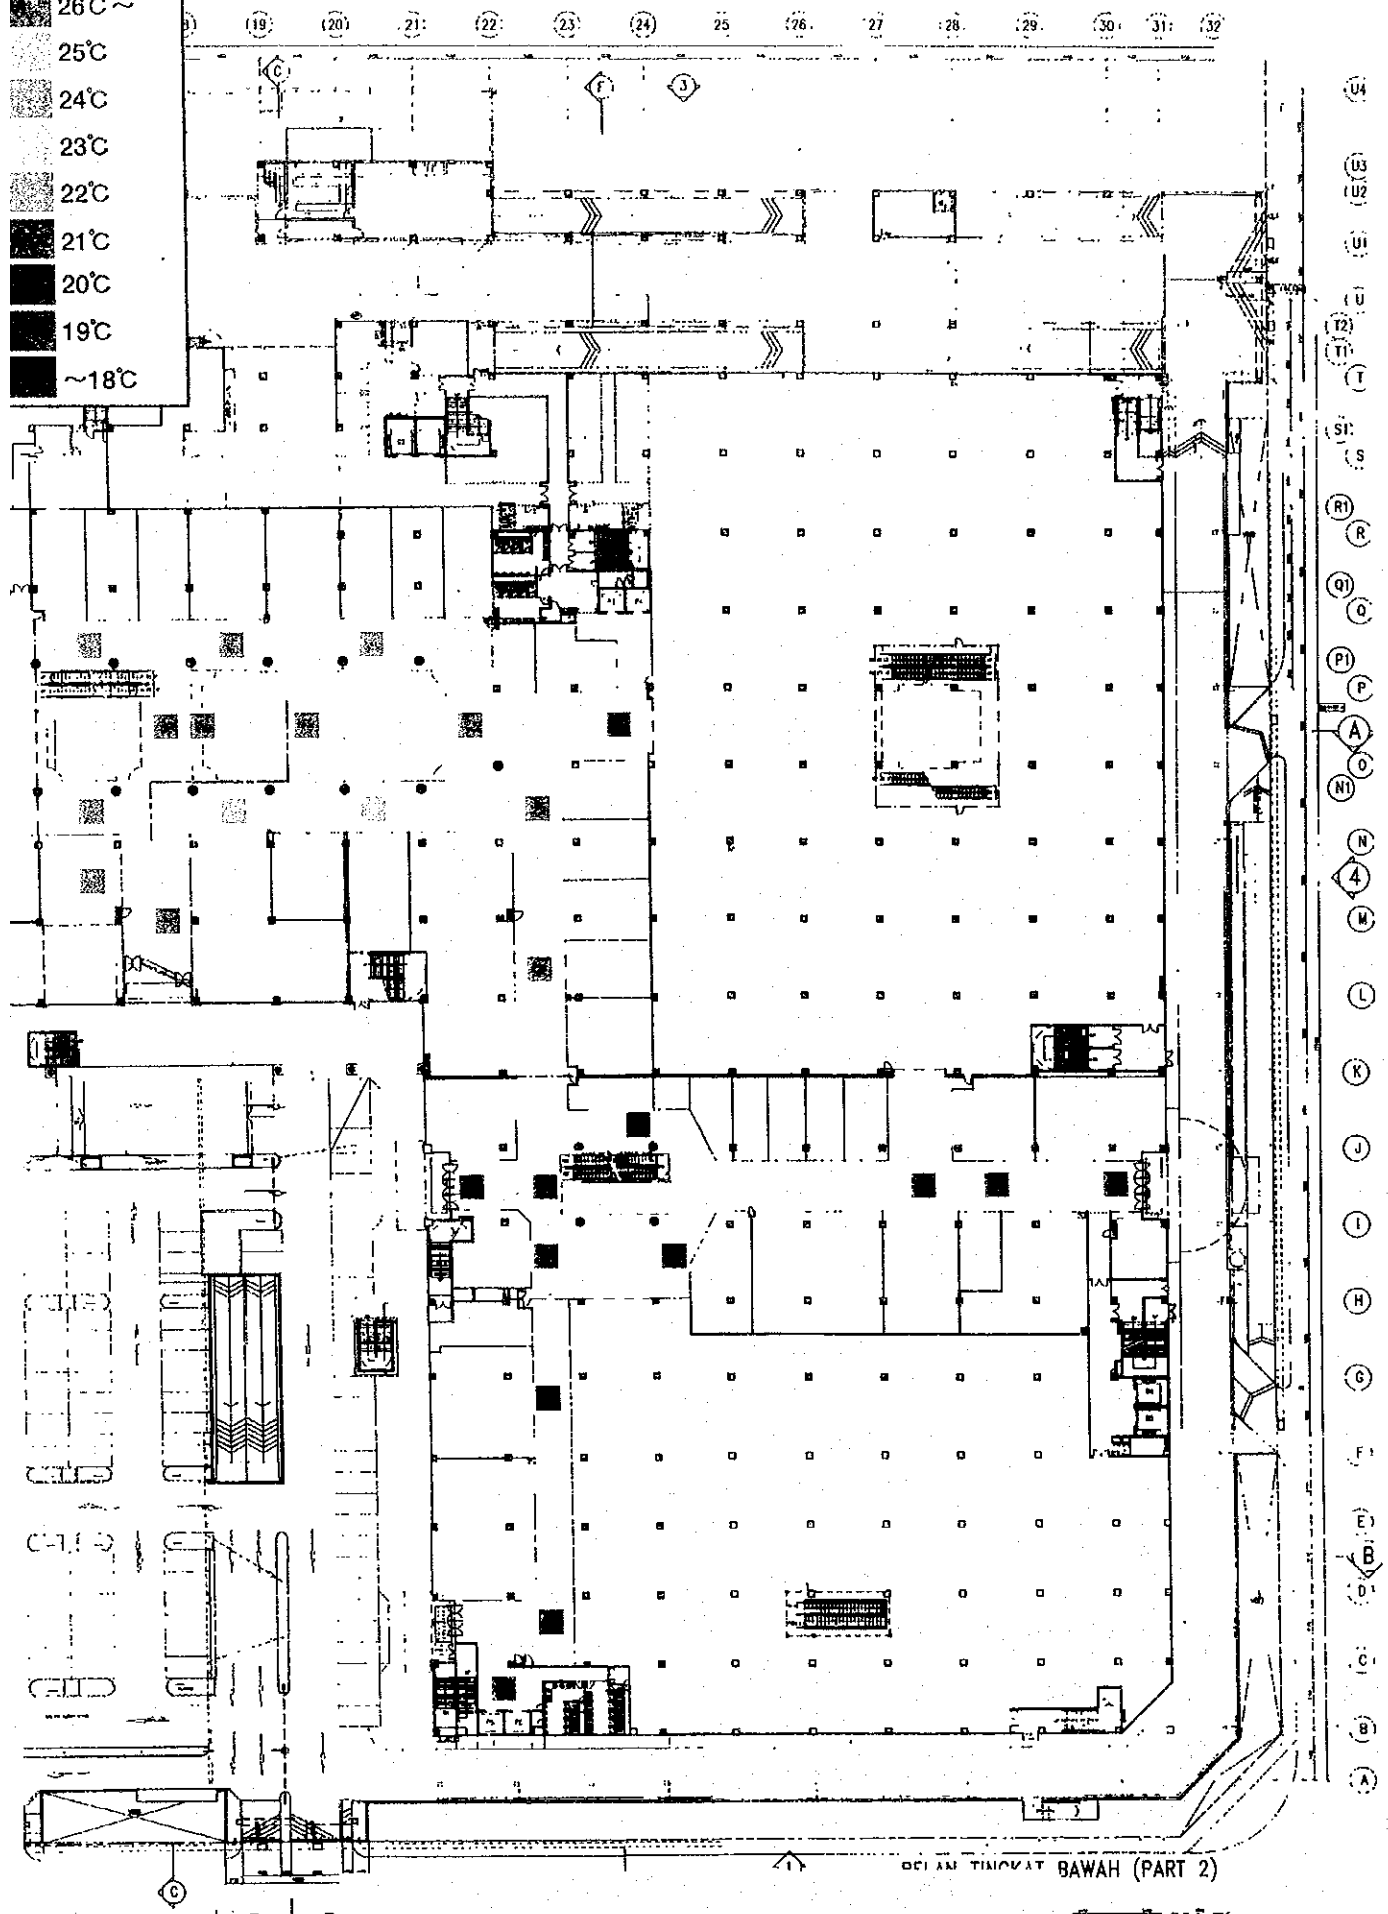 26℃~
25℃
24℃
23℃
22℃
21℃
20℃
19℃
~18℃
(19) (20) 21 22 23 24 25 26 27 28 29 30 31 32
C F 3
U4
U3
U2
U1
U
T2
T1
T
S1
S
R1
R
Q1
Q
P1
P
A
O
N1
N
4
M
L
K
J
I
H
G
F
E
B
D
C
B
A
1
C
PELAN TINGKAT BAWAH (PART 2)